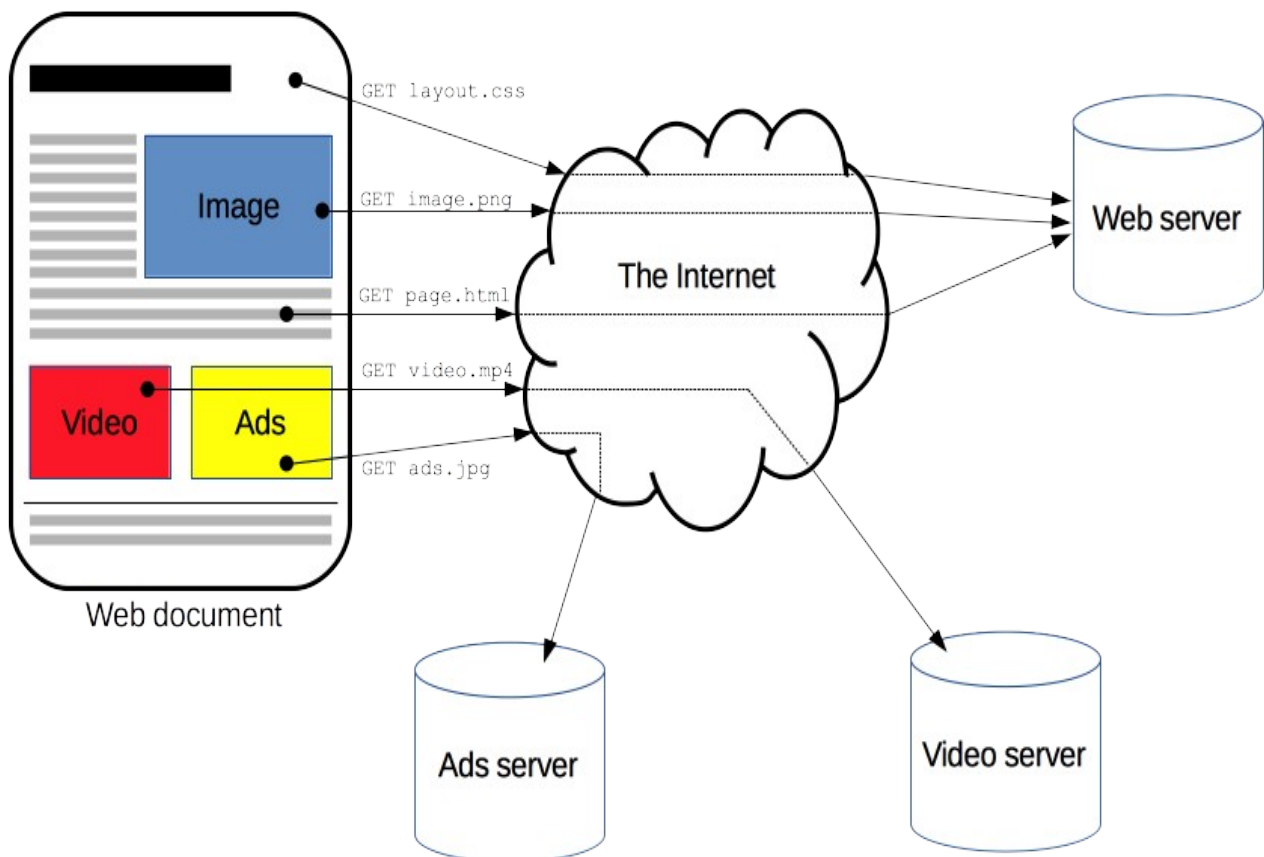 GET layout.css
Image
GET image.png
Web server
The Internet
GET page.html
GET video.mp4
Video
Ads
GET ads.jpg
Web document
Ads server
Video server